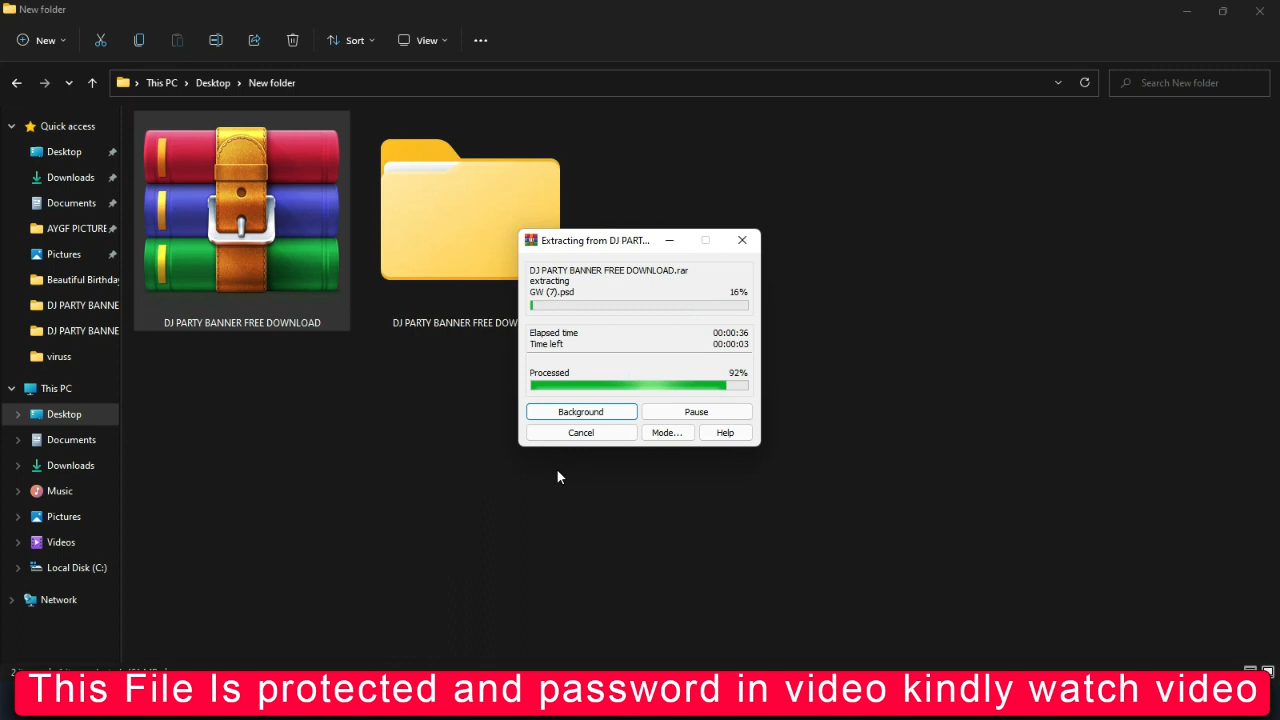 New folder
New
Sort
View
This PC > Desktop > New folder
Search New folder
Quick access
Desktop
Downloads
Documents
AYGF PICTURE
Pictures
Beautiful Birthday
DJ PARTY BANNE
DJ PARTY BANNE
viruss
This PC
Desktop
Documents
Downloads
Music
Pictures
Videos
Local Disk (C:)
Network
DJ PARTY BANNER FREE DOWNLOAD
DJ PARTY BANNER FREE DOW
Extracting from DJ PART...
DJ PARTY BANNER FREE DOWNLOAD.rar
extracting
GW (7).psd 16%
Elapsed time 00:00:36
Time left 00:00:03
Processed 92%
Background
Pause
Cancel
Mode...
Help
This File Is protected and password in video kindly watch video